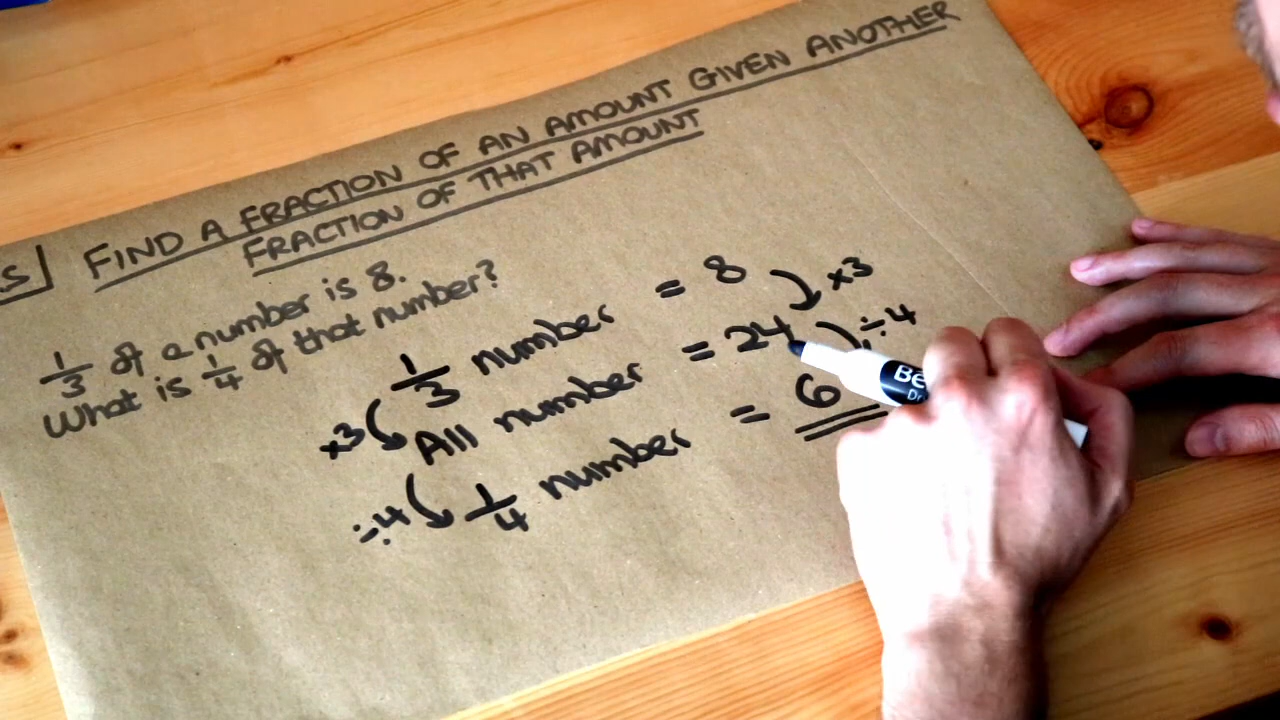 .5
FIND A FRACTION OF AN AMOUNT GIVEN ANOTHER
FRACTION OF THAT AMOUNT
1/3 of a number is 8.
What is 1/4 of that number?
1/3 number = 8
×3 ×3
All number = 24
÷4 ÷4
1/4 number = 6
Be